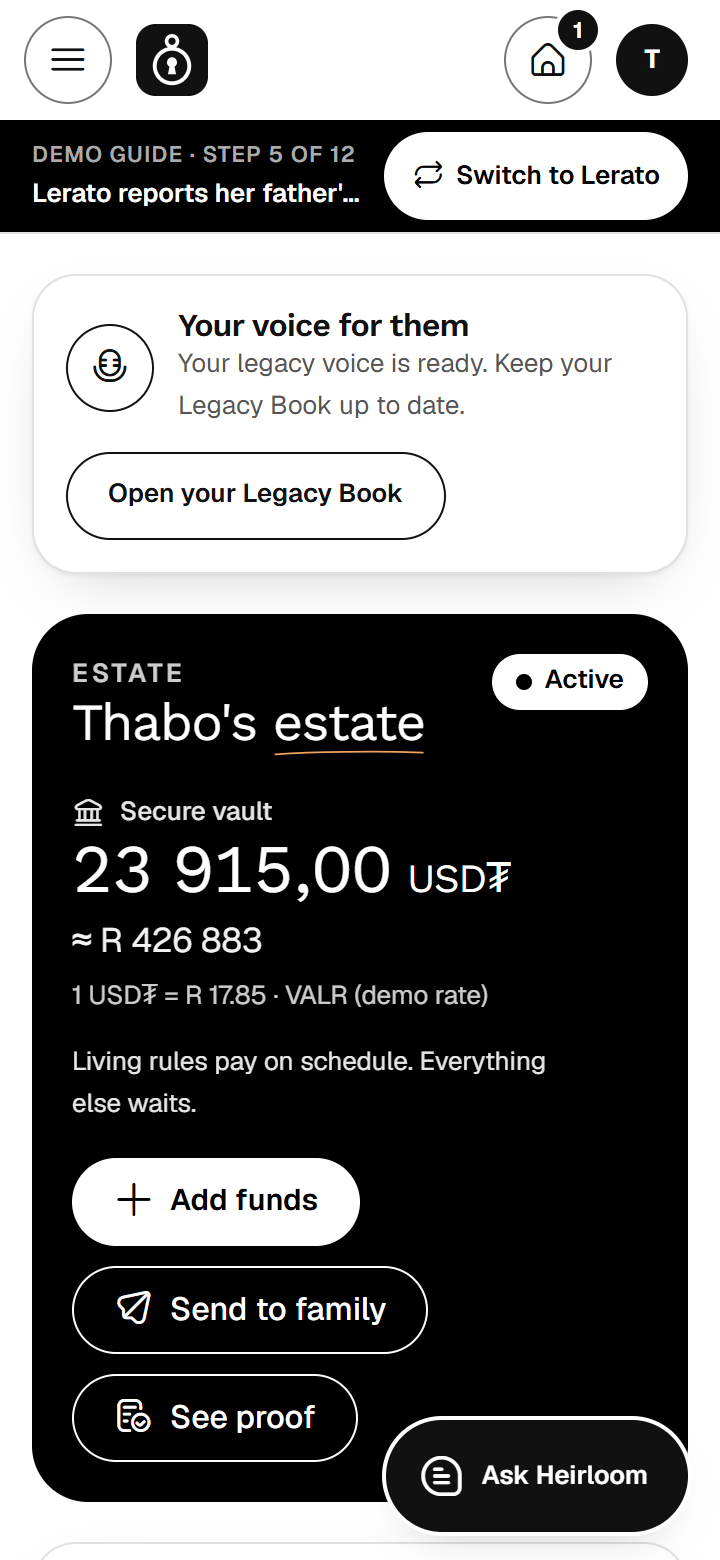 1
T
DEMO GUIDE · STEP 5 OF 12
Lerato reports her father'...
Switch to Lerato
Your voice for them
Your legacy voice is ready. Keep your
Legacy Book up to date.
Open your Legacy Book
ESTATE
Active
Thabo's estate
Secure vault
23 915,00 USD₮
≈ R 426 883
1 USD₮ = R 17.85 · VALR (demo rate)
Living rules pay on schedule. Everything
else waits.
Add funds
Send to family
See proof
Ask Heirloom